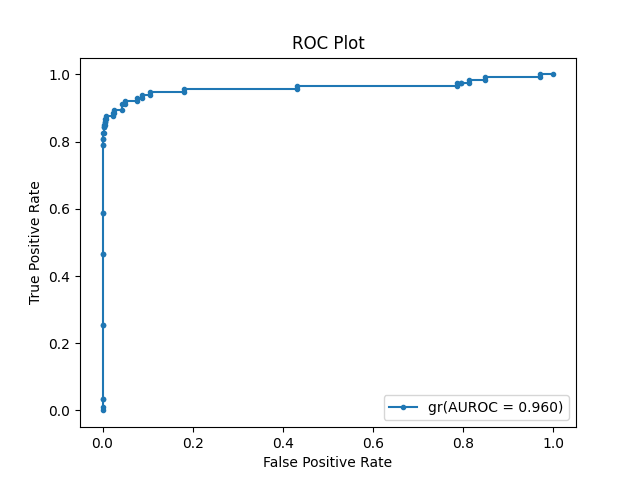 ROC Plot
1.0
0.8
0.6
0.4
0.2
0.0
True Positive Rate
gr(AUROC = 0.960)
0.0 0.2 0.4 0.6 0.8 1.0
False Positive Rate